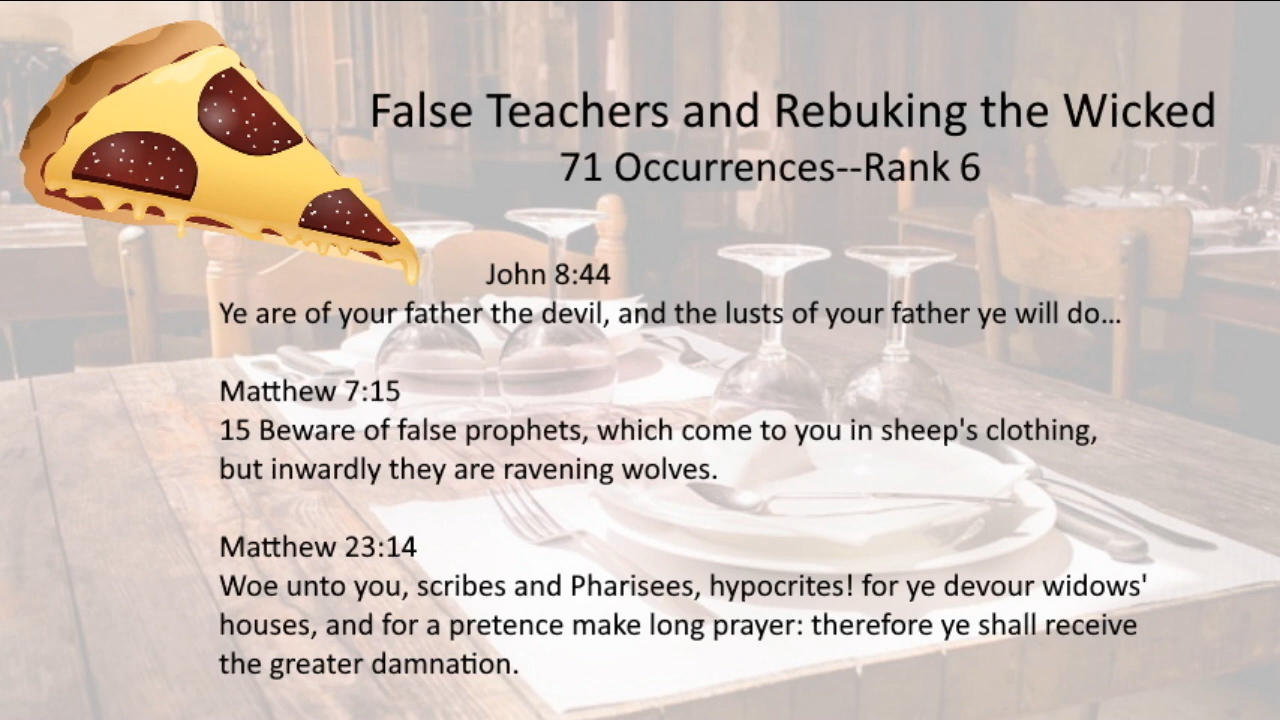 False Teachers and Rebuking the Wicked
71 Occurrences--Rank 6
John 8:44
Ye are of your father the devil, and the lusts of your father ye will do...
Matthew 7:15
15 Beware of false prophets, which come to you in sheep's clothing,
but inwardly they are ravening wolves.
Matthew 23:14
Woe unto you, scribes and Pharisees, hypocrites! for ye devour widows'
houses, and for a pretence make long prayer: therefore ye shall receive
the greater damnation.